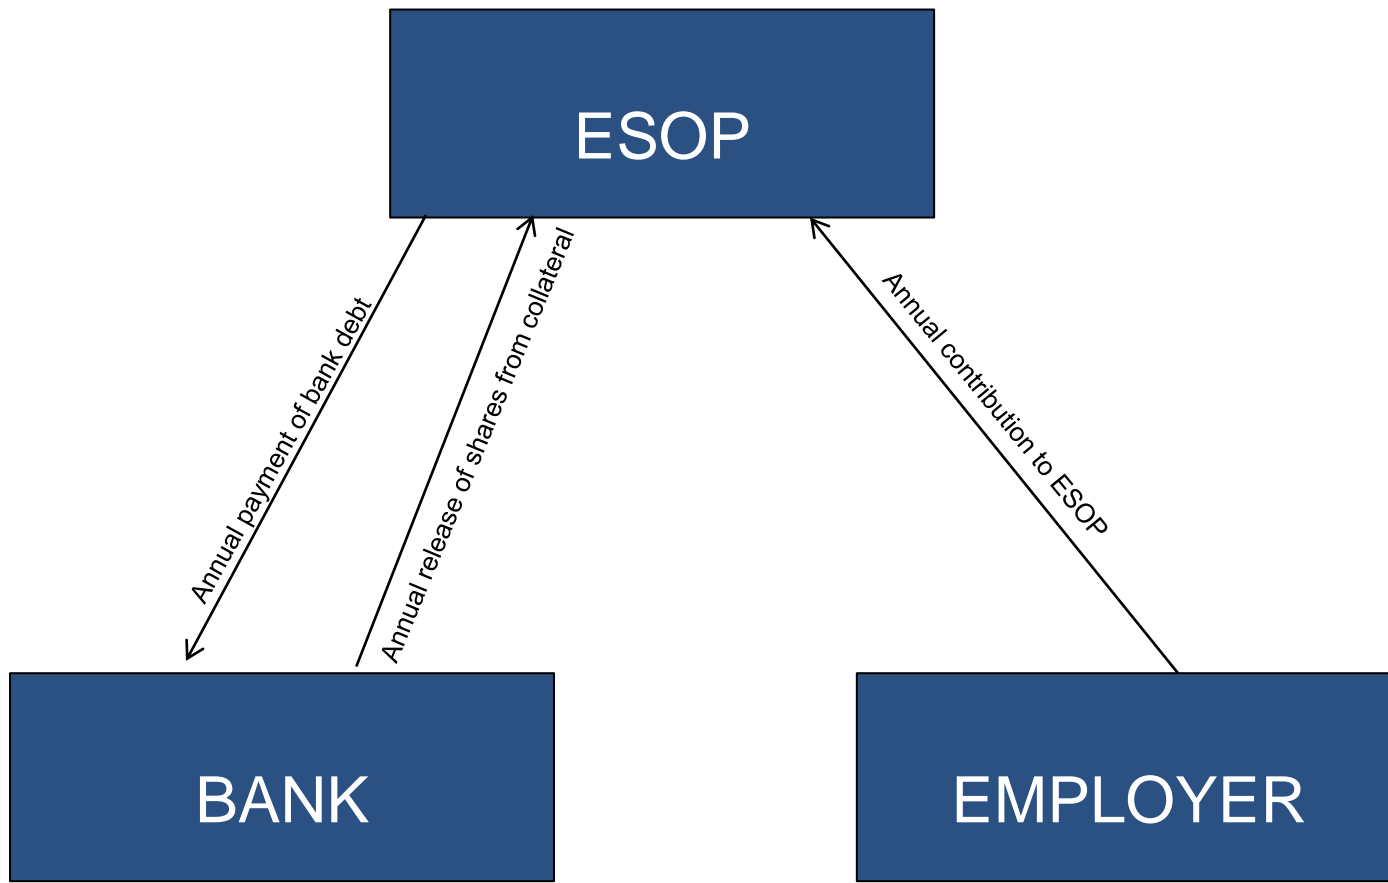 ESOP
Annual payment of bank debt
Annual release of shares from collateral
Annual contribution to ESOP
BANK
EMPLOYER